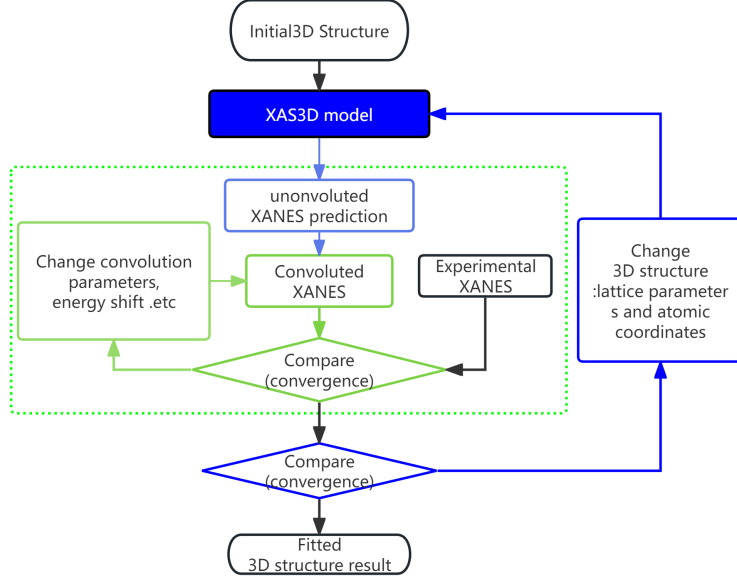 Initial3D Structure
XAS3D model
unonvoluted
XANES prediction
Change convolution
parameters,
energy shift .etc
Convoluted
XANES
Experimental
XANES
Change
3D structure
:lattice parameter
s and atomic
coordinates
Compare
(convergence)
Compare
(convergence)
Fitted
3D structure result